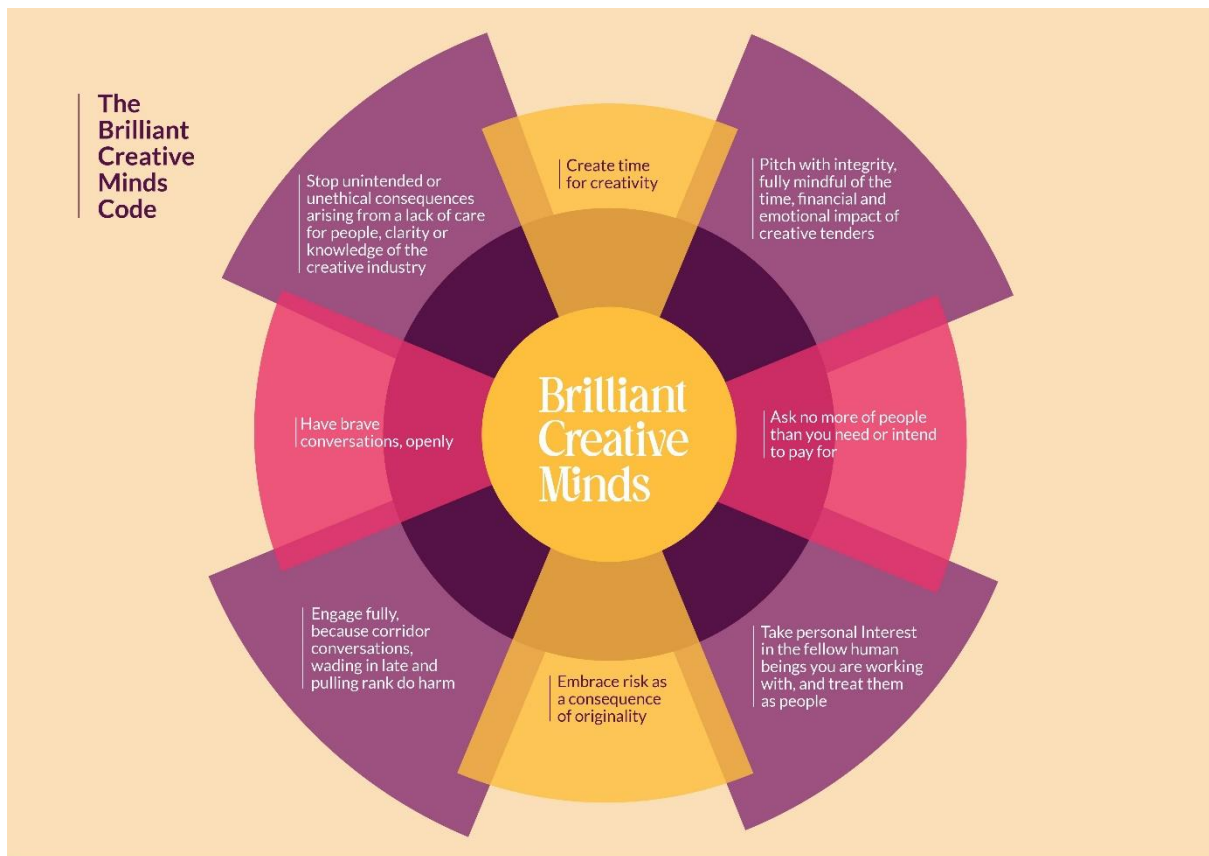 The
Brilliant
Creative
Minds
Code
Create time
for creativity
Pitch with integrity,
fully mindful of the
time, financial and
emotional impact of
creative tenders
Ask no more of people
than you need or intend
to pay for
Take personal Interest
in the fellow human
beings you are working
with, and treat them
as people
Embrace risk as
a consequence
of originality
Engage fully,
because corridor
conversations,
wading in late and
pulling rank do harm
Have brave
conversations, openly
Stop unintended or
unethical consequences
arising from a lack of care
for people, clarity or
knowledge of the
creative industry
Brilliant
Creative
Minds